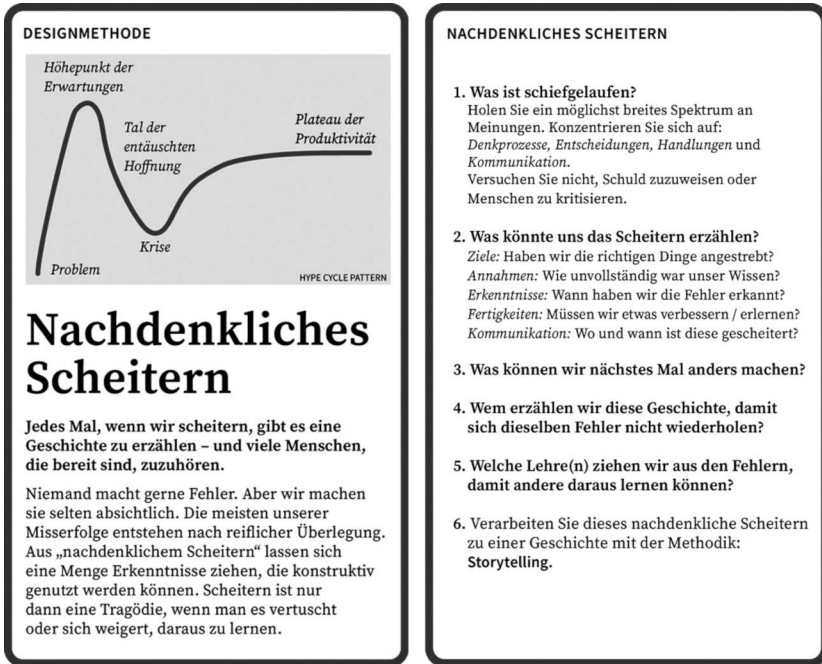 DESIGNMETHODE
Höhepunkt der
Erwartungen
Tal der
entäuschten
Hoffnung
Plateau der
Produktivität
Krise
Problem
HYPE CYCLE PATTERN
Nachdenkliches
Scheitern
Jedes Mal, wenn wir scheitern, gibt es eine
Geschichte zu erzählen – und viele Menschen,
die bereit sind, zuzuhören.
Niemand macht gerne Fehler. Aber wir machen
sie selten absichtlich. Die meisten unserer
Misserfolge entstehen nach reiflicher Überlegung.
Aus „nachdenklichem Scheitern“ lassen sich
eine Menge Erkenntnisse ziehen, die konstruktiv
genutzt werden können. Scheitern ist nur
dann eine Tragödie, wenn man es vertuscht
oder sich weigert, daraus zu lernen.
NACHDENKLICHES SCHEITERN
1. Was ist schiefgelaufen?
Holen Sie ein möglichst breites Spektrum an
Meinungen. Konzentrieren Sie sich auf:
Denkprozesse, Entscheidungen, Handlungen und
Kommunikation.
Versuchen Sie nicht, Schuld zuzuweisen oder
Menschen zu kritisieren.
2. Was könnte uns das Scheitern erzählen?
Ziele: Haben wir die richtigen Dinge angestrebt?
Annahmen: Wie unvollständig war unser Wissen?
Erkenntnisse: Wann haben wir die Fehler erkannt?
Fertigkeiten: Müssen wir etwas verbessern / erlernen?
Kommunikation: Wo und wann ist diese gescheitert?
3. Was können wir nächstes Mal anders machen?
4. Wem erzählen wir diese Geschichte, damit
sich dieselben Fehler nicht wiederholen?
5. Welche Lehre(n) ziehen wir aus den Fehlern,
damit andere daraus lernen können?
6. Verarbeiten Sie dieses nachdenkliche Scheitern
zu einer Geschichte mit der Methodik:
Storytelling.